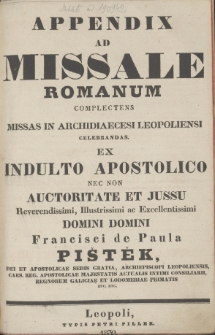 APPENDIX
AD
MISSALE
ROMANUM
COMPLECTENS
MISSAS IN ARCHIDIAECESI LEOPOLIENSI
CELEBRANDAS.
EX
INDULTO APOSTOLICO
NEC NON
AUCTORITATE ET JUSSU
Reverendissimi, Illustrissimi ac Excellentissimi
DOMINI DOMINI
Francisci de Paula
PIŠTĔK,
DEI ET APOSTOLICAE SEDIS GRATIA, ARCHIEPISCOPI LEOPOLIENSIS,
CAES. REG. APOSTOLICAE MAJESTATIS ACTUALIS INTIMI CONSILIARII,
REGNORUM GALICIAE ET LODOMERIAE PRIMATIS
ETC. ETC.
Leopoli,
TYPIS PETRI PILLER.